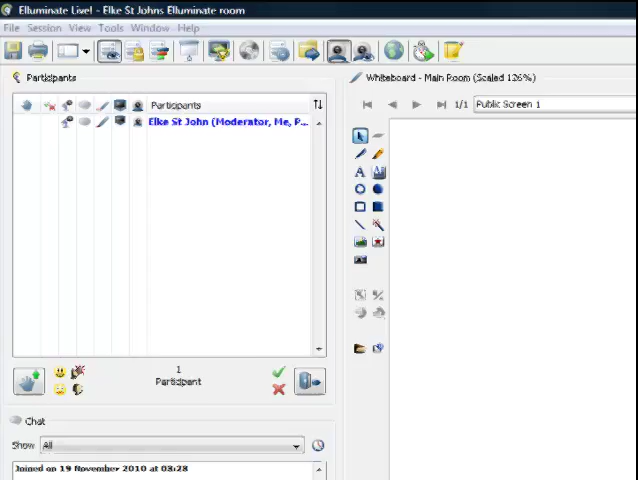 Elluminate Live! - Elke St Johns Elluminate room
File Session View Tools Window Help
Participants
Whiteboard - Main Room (Scaled 126%)
Participants
1/1 Public Screen 1
Elke St John (Moderator, Me, P...
A A
1
Participant
Chat
Show All
Joined on 19 November 2010 at 08:28